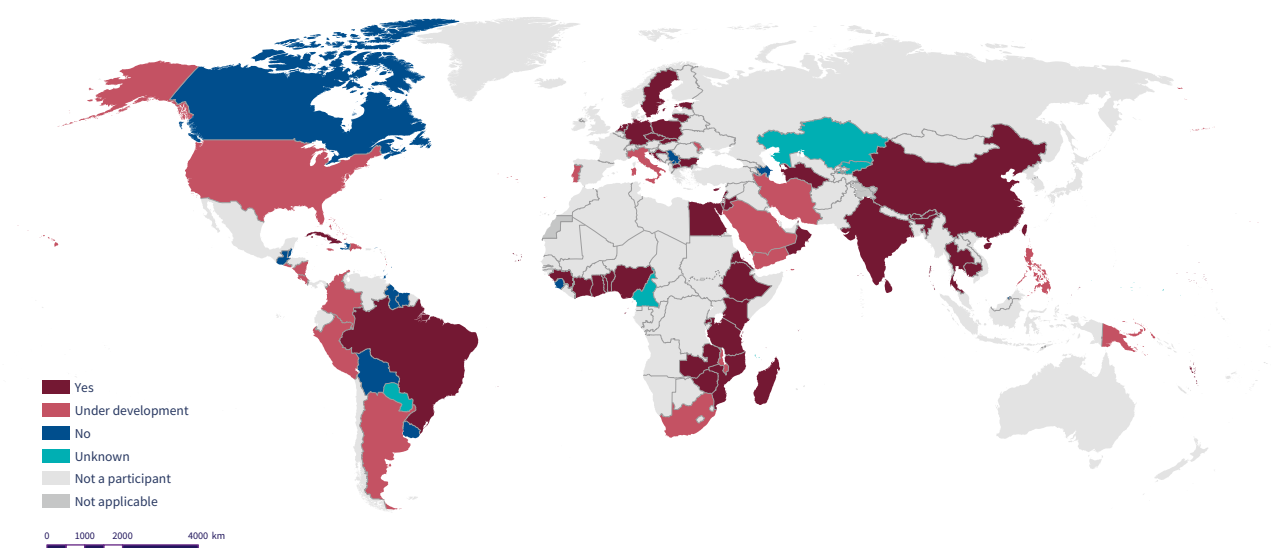 Yes
Under development
No
Unknown
Not a participant
Not applicable
0 1000 2000 4000 km